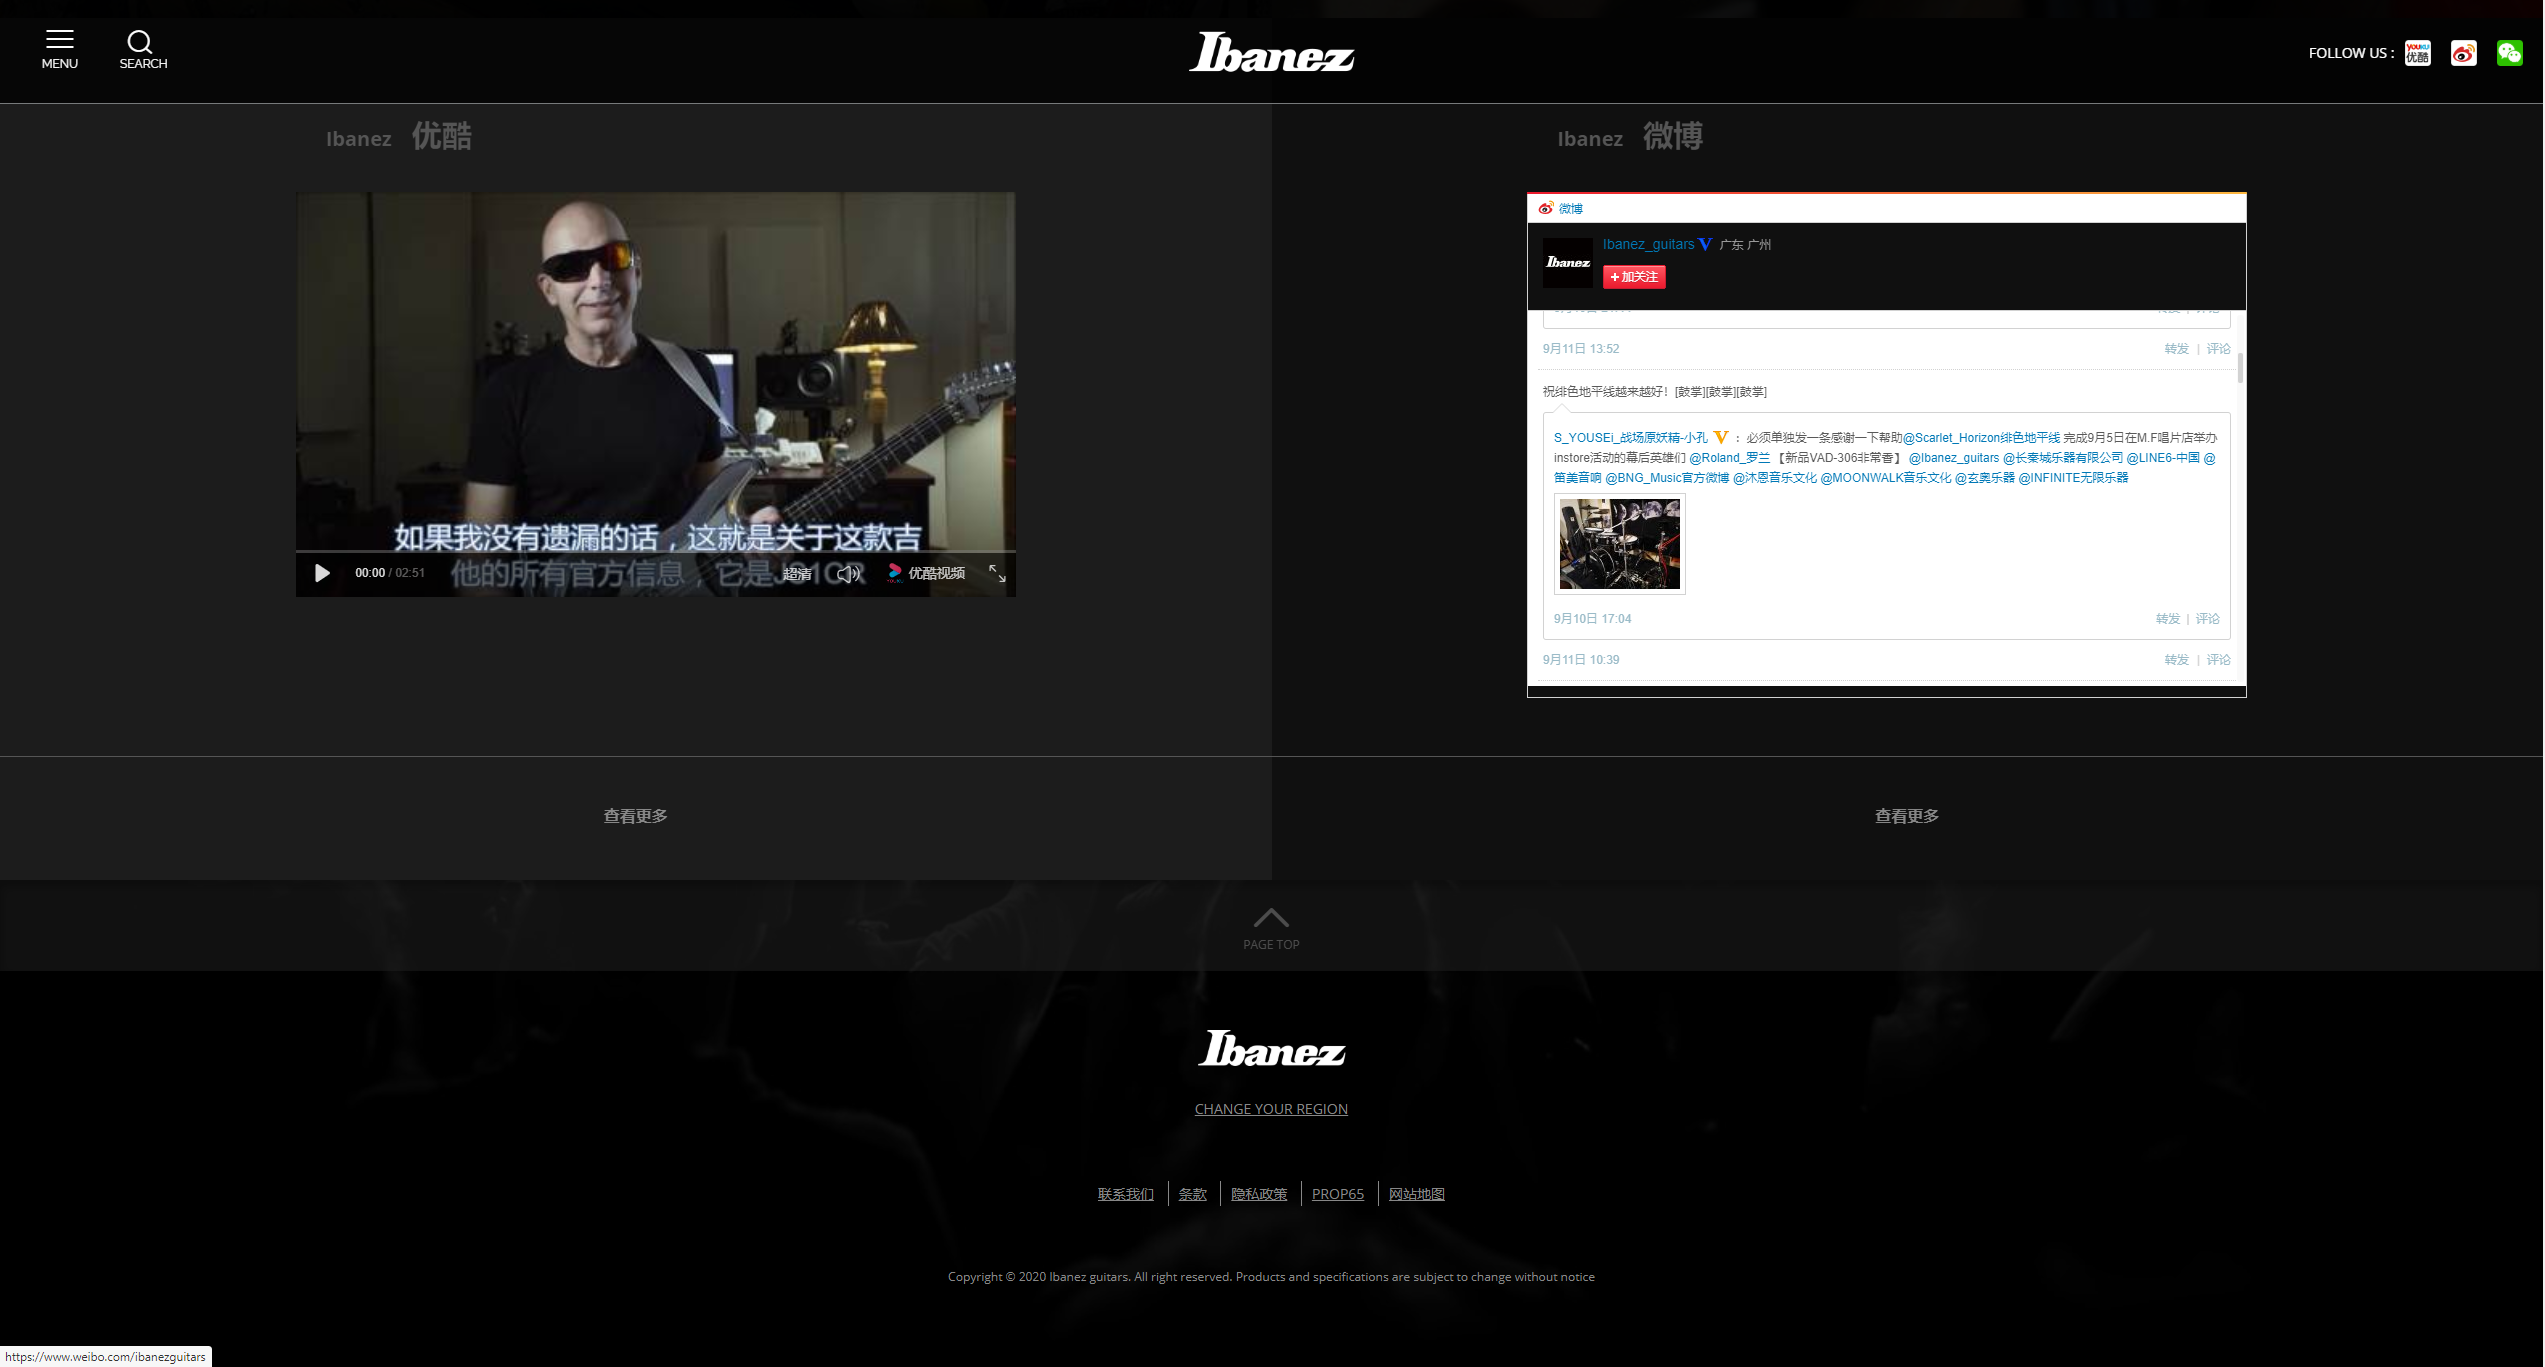 MENU
SEARCH
Ibanez
FOLLOW US :
YOUKU
优酷
Ibanez 优酷
如果我没有遗漏的话，这就是关于这款吉
他的所有官方信息，它是JS1CR
00:00 / 02:51
超清
优酷视频
Ibanez 微博
微博
Ibanez
Ibanez_guitars V 广东 广州
+ 加关注
转发 | 评论
9月11日 13:52
转发 | 评论
祝绯色地平线越来越好！[鼓掌][鼓掌][鼓掌]
S_YOUSEi_战场原妖精-小孔 V ：必须单独发一条感谢一下帮助@Scarlet_Horizon绯色地平线 完成9月5日在M.F唱片店举办
instore活动的幕后英雄们 @Roland_罗兰 【新品VAD-306非常香】 @Ibanez_guitars @长秦城乐器有限公司 @LINE6-中国 @
笛美音响 @BNG_Music官方微博 @沐恩音乐文化 @MOONWALK音乐文化 @玄奥乐器 @INFINITE无限乐器
9月10日 17:04
转发 | 评论
9月11日 10:39
转发 | 评论
查看更多
查看更多
PAGE TOP
Ibanez
CHANGE YOUR REGION
联系我们 | 条款 | 隐私政策 | PROP65 | 网站地图
Copyright © 2020 Ibanez guitars. All right reserved. Products and specifications are subject to change without notice
https://www.weibo.com/ibanezguitars